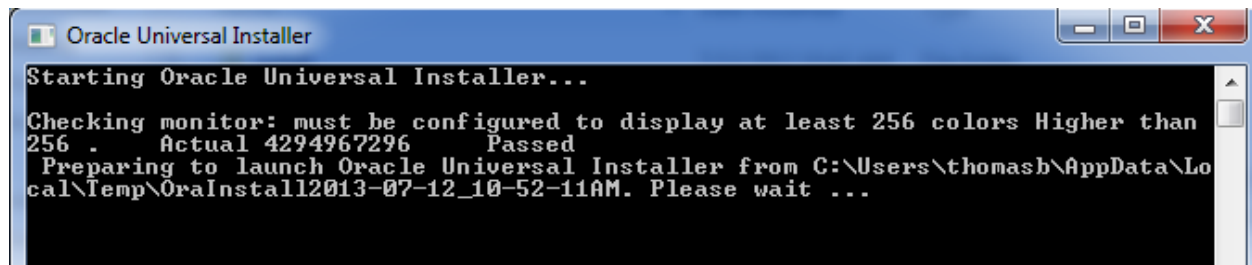 Oracle Universal Installer
Starting Oracle Universal Installer...
Checking monitor: must be configured to display at least 256 colors Higher than
256 .    Actual 4294967296     Passed
 Preparing to launch Oracle Universal Installer from C:\Users\thomasb\AppData\Lo
cal\Temp\OraInstall2013-07-12_10-52-11AM. Please wait ...